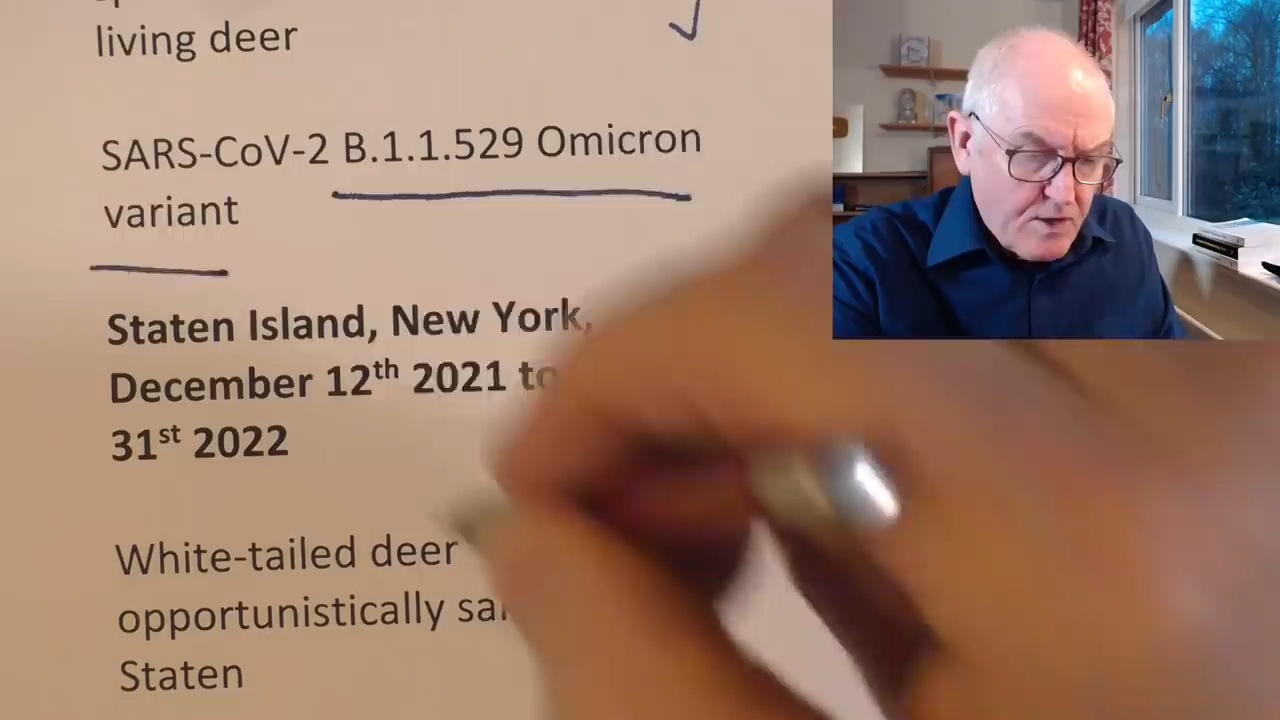 living deer
SARS-CoV-2 B.1.1.529 Omicron
variant
Staten Island, New York,
December 12th 2021 to
31st 2022
White-tailed deer
opportunistically
Staten